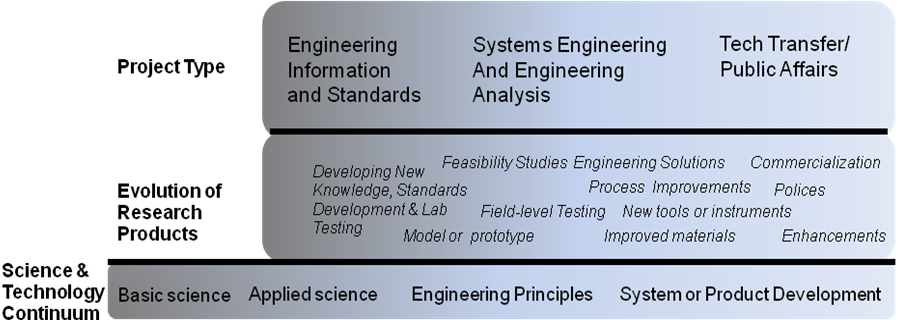 Project Type
Engineering
Information
and Standards
Systems Engineering
And Engineering
Analysis
Tech Transfer/
Public Affairs
Evolution of
Research
Products
Developing New
Knowledge, Standards
Development & Lab
Testing
Feasibility Studies
Engineering Solutions
Commercialization
Process Improvements
Polices
Field-level Testing
New tools or instruments
Model or prototype
Improved materials
Enhancements
Science &
Technology
Continuum
Basic science
Applied science
Engineering Principles
System or Product Development